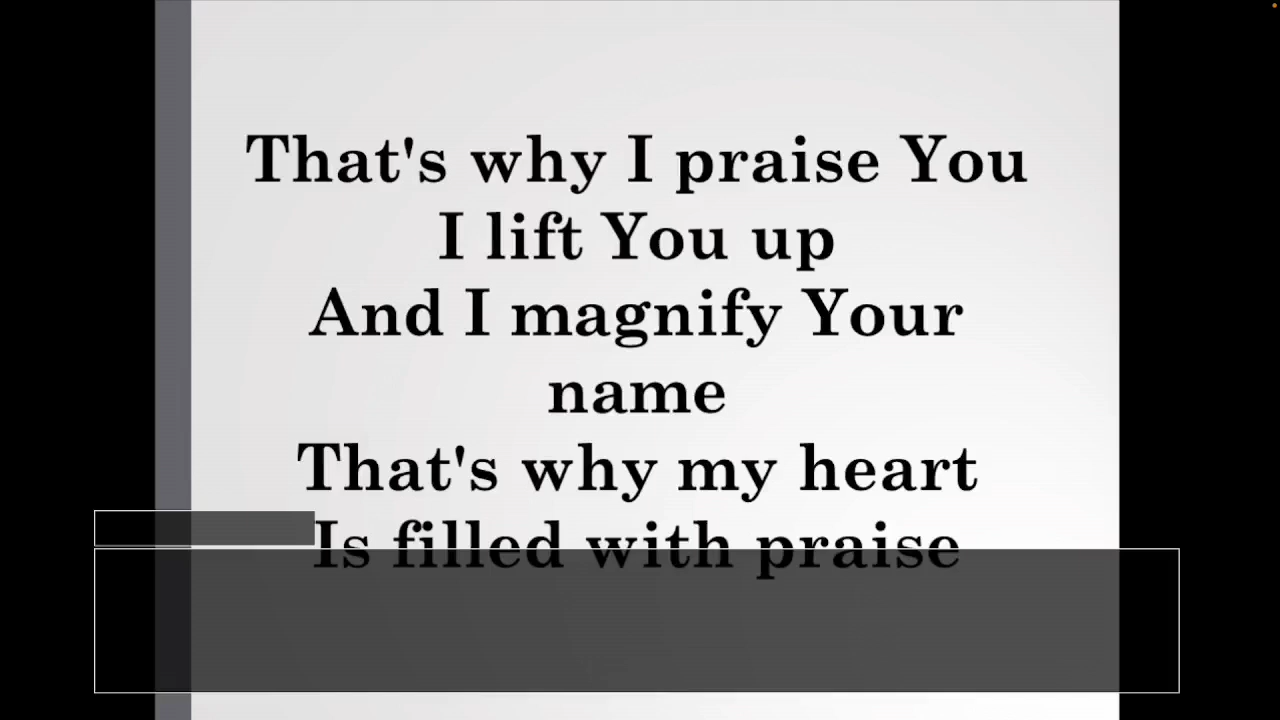 That's why I praise You
I lift You up
And I magnify Your
name
That's why my heart
Is filled with praise